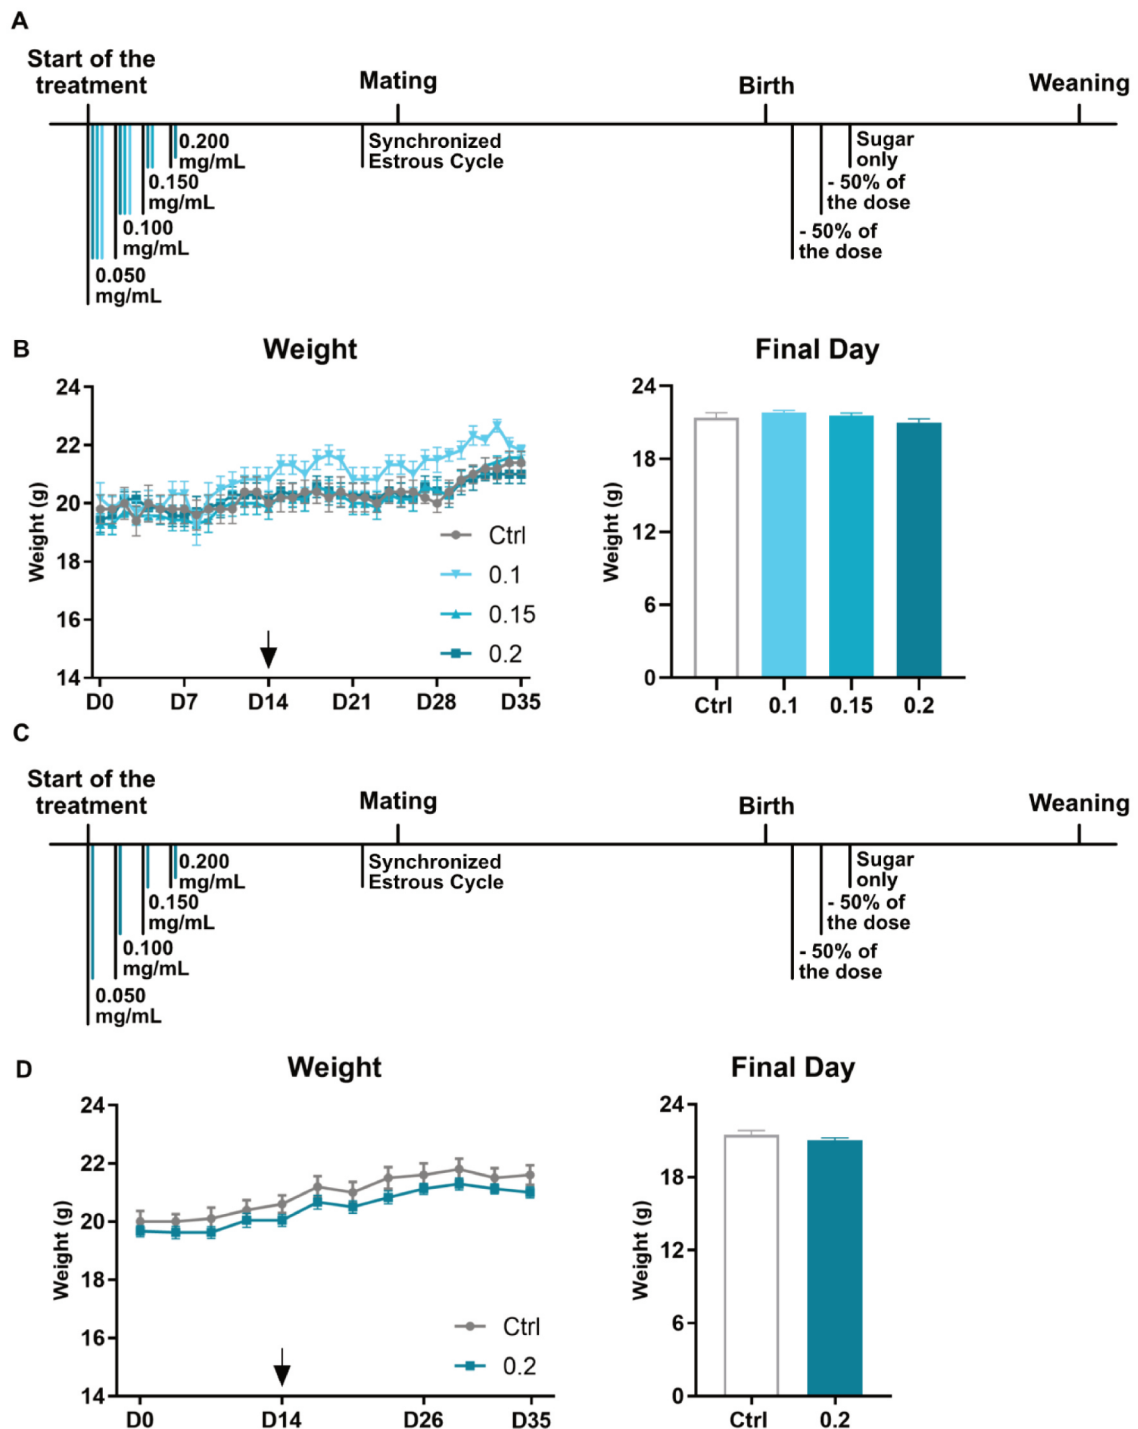 A
Start of the
treatment
Mating
Birth
Weaning
0.200
mg/mL
0.150
mg/mL
0.100
mg/mL
0.050
mg/mL
Synchronized
Estrous Cycle
Sugar
only
- 50% of
the dose
- 50% of
the dose
B
Weight
24
22
20
18
16
14
Weight (g)
D0 D7 D14 D21 D28 D35
Ctrl
0.1
0.15
0.2
Final Day
24
18
12
6
0
Weight (g)
Ctrl 0.1 0.15 0.2
C
Start of the
treatment
Mating
Birth
Weaning
0.200
mg/mL
0.150
mg/mL
0.100
mg/mL
0.050
mg/mL
Synchronized
Estrous Cycle
Sugar
only
- 50% of
the dose
- 50% of
the dose
D
Weight
24
22
20
18
16
14
Weight (g)
D0 D14 D26 D35
Ctrl
0.2
Final Day
24
18
12
6
0
Weight (g)
Ctrl 0.2